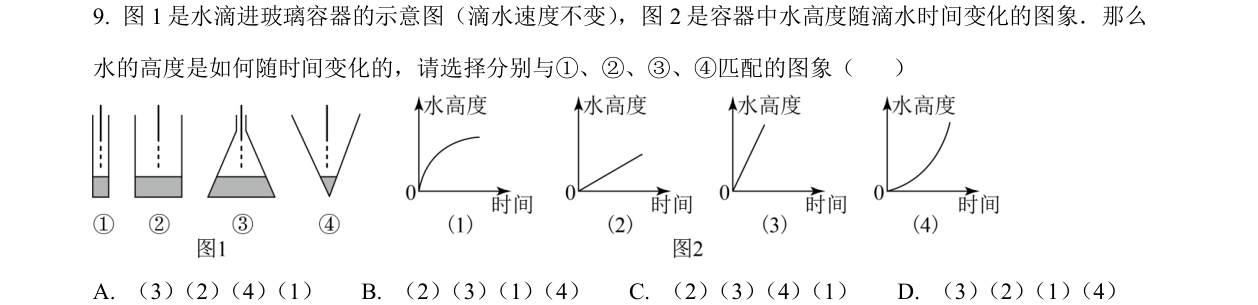 9. 图 1 是水滴进玻璃容器的示意图（滴水速度不变），图 2 是容器中水高度随滴水时间变化的图象．那么
水的高度是如何随时间变化的，请选择分别与①、②、③、④匹配的图象（　　）
水高度 水高度 水高度 水高度
0 时间 0 时间 0 时间 0 时间
① ② ③ ④ (1) (2) (3) (4)
图1 图2
A. （3）（2）（4）（1） B. （2）（3）（1）（4） C. （2）（3）（4）（1） D. （3）（2）（1）（4）